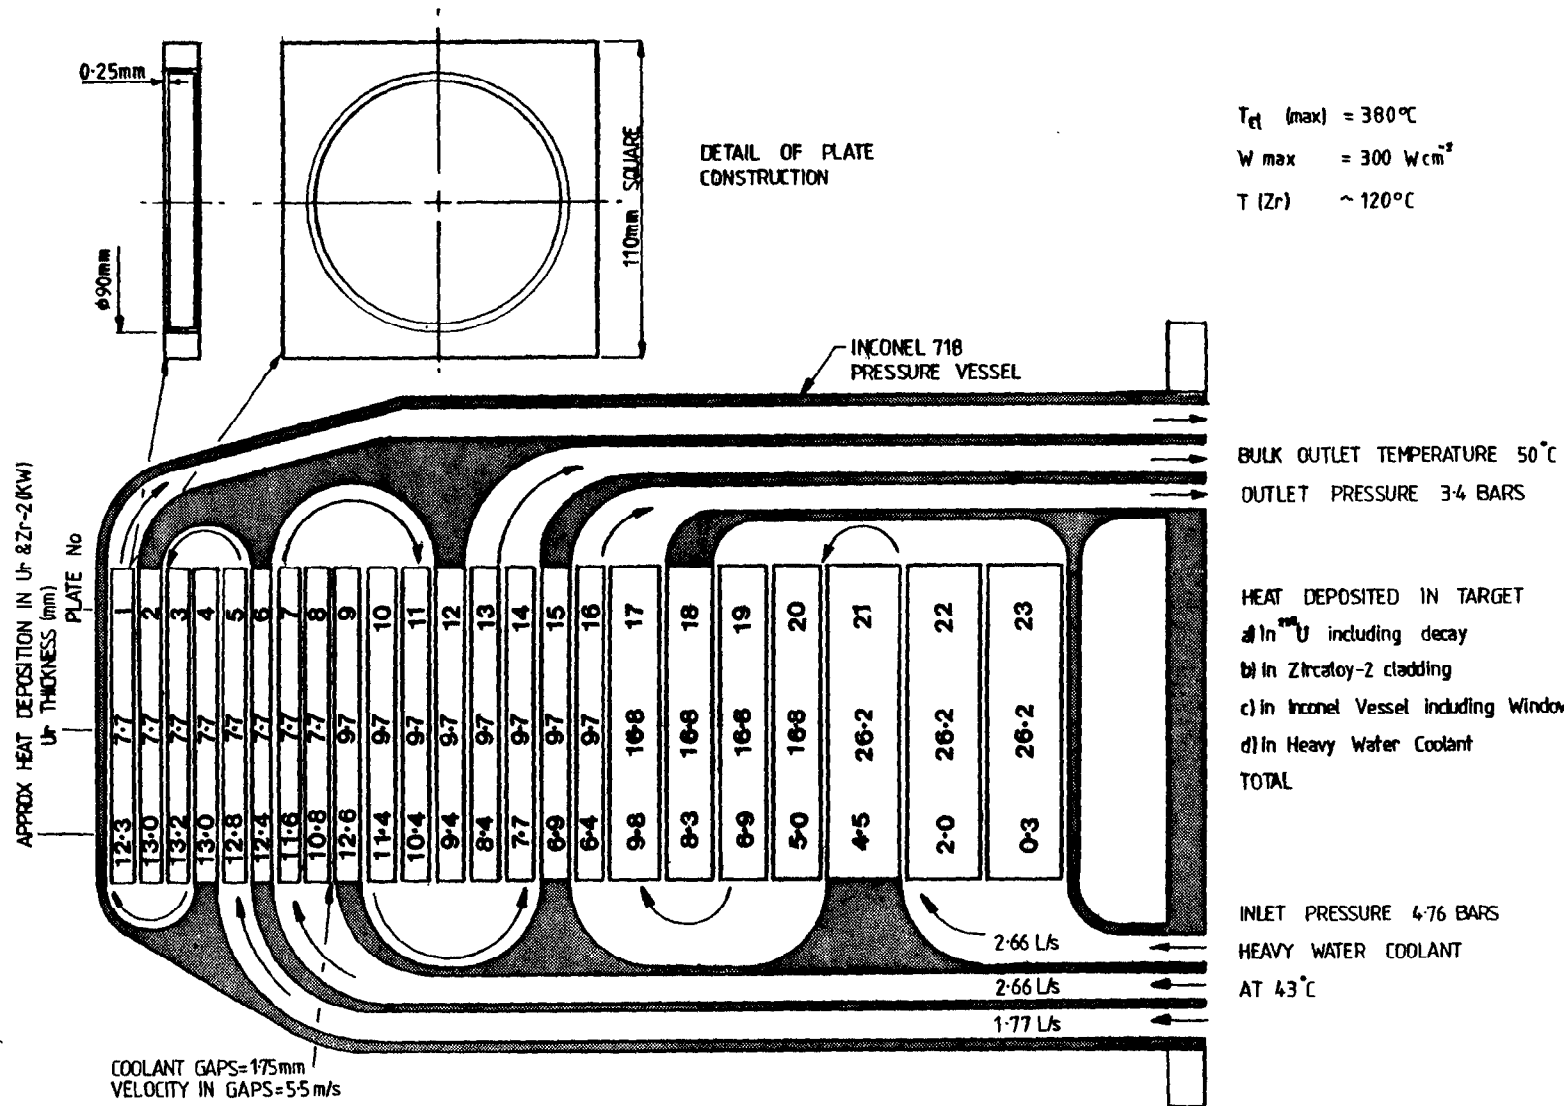 0·25mm
ø90mm
110mm SQUARE
DETAIL OF PLATE
CONSTRUCTION
Tcl (max) = 380°C
W max = 300 Wcm⁻²
T (Zr) ~ 120°C
INCONEL 718
PRESSURE VESSEL
BULK OUTLET TEMPERATURE 50°C
OUTLET PRESSURE 3·4 BARS
HEAT DEPOSITED IN TARGET
a) In ²³⁸U including decay
b) in Zircaloy-2 cladding
c) in Inconel Vessel including Window
d) in Heavy Water Coolant
TOTAL
PLATE No
1 2 3 4 5 6 7 8 9 10 11 12 13 14 15 16 17 18 19 20 21 22 23
Ur THICKNESS (mm)
7·7 7·7 7·7 7·7 7·7 7·7 7·7 7·7 9·7 9·7 9·7 9·7 9·7 9·7 9·7 9·7 16·8 16·8 16·8 16·8 26·2 26·2 26·2
APPROX HEAT DEPOSITION IN Ur & Zr-2 (KW)
12·3 13·0 13·2 13·0 12·8 12·4 11·6 10·8 12·6 11·4 10·4 9·4 8·4 7·7 6·9 6·4 9·8 8·3 6·9 5·0 4·5 2·0 0·3
2·66 L/s
2·66 L/s
1·77 L/s
INLET PRESSURE 4·76 BARS
HEAVY WATER COOLANT
AT 43°C
COOLANT GAPS=1·75mm
VELOCITY IN GAPS=5·5m/s